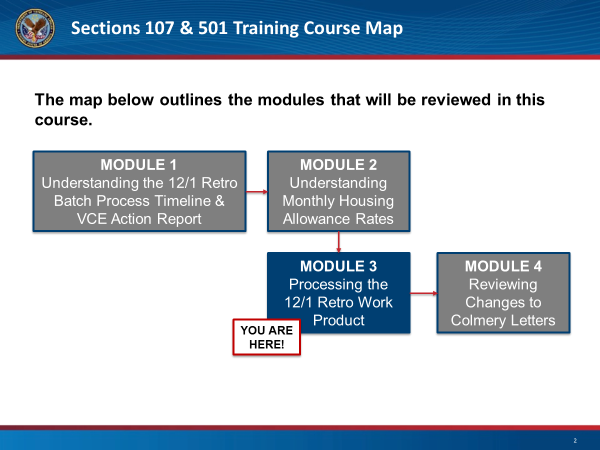 Sections 107 & 501 Training Course Map
The map below outlines the modules that will be reviewed in this
course.
MODULE 1
Understanding the 12/1 Retro
Batch Process Timeline &
VCE Action Report
MODULE 2
Understanding
Monthly Housing
Allowance Rates
MODULE 3
Processing the
12/1 Retro Work
Product
YOU ARE
HERE!
MODULE 4
Reviewing
Changes to
Colmery Letters
2